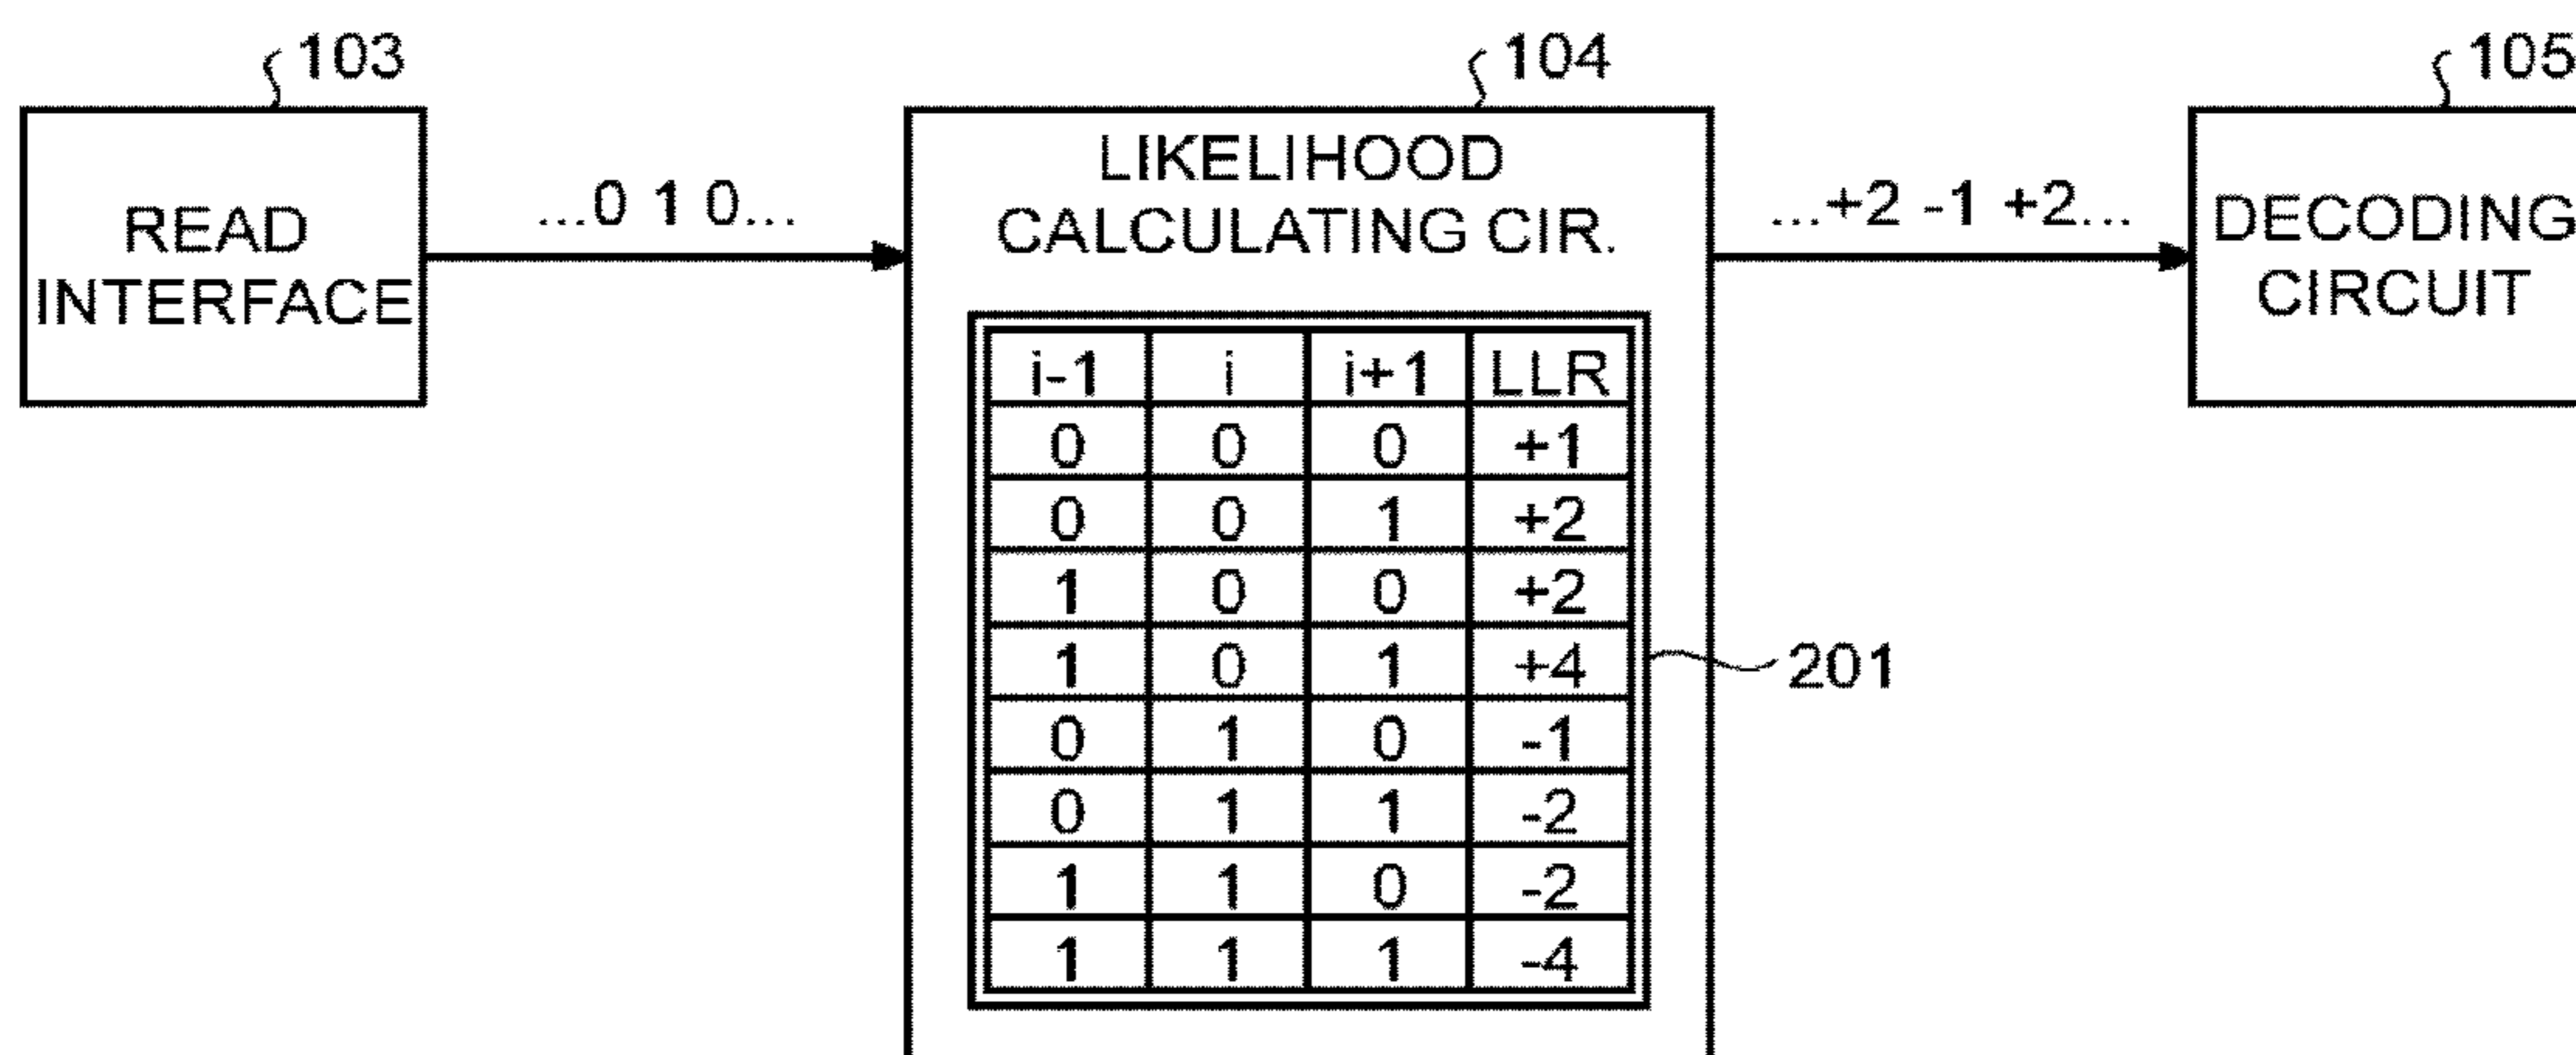 103
READ
INTERFACE
...0 1 0...
104
LIKELIHOOD
CALCULATING CIR.
i-1 i i+1 LLR
0 0 0 +1
0 0 1 +2
1 0 0 +2
1 0 1 +4
0 1 0 -1
0 1 1 -2
1 1 0 -2
1 1 1 -4
201
...+2 -1 +2...
105
DECODING
CIRCUIT